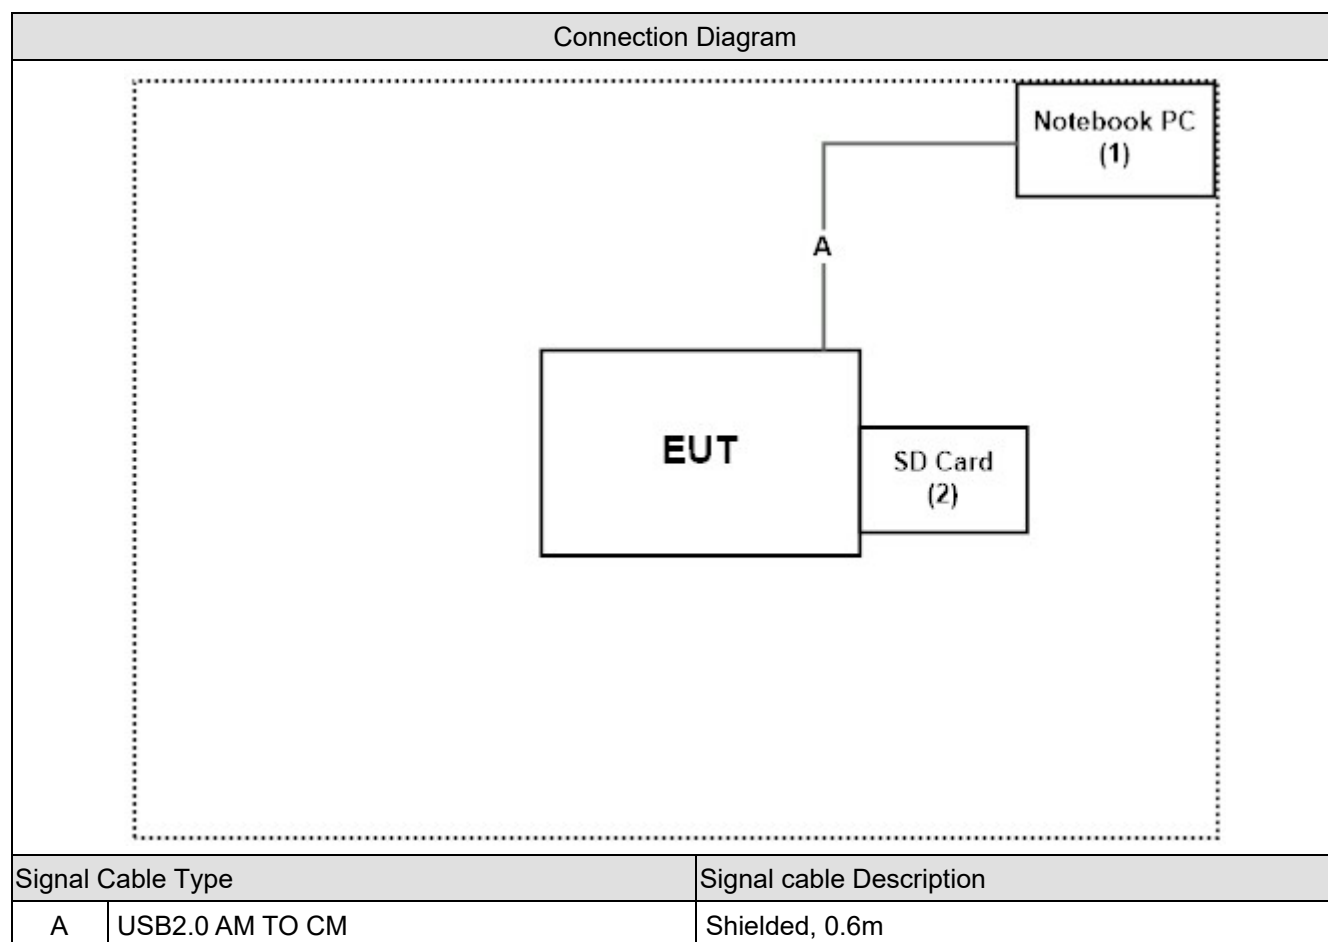 Connection Diagram
Notebook PC
(1)
A
EUT
SD Card
(2)
Signal Cable Type Signal cable Description
A USB2.0 AM TO CM Shielded, 0.6m